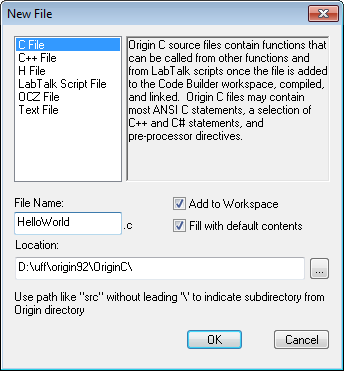 New File
C File
C++ File
H File
LabTalk Script File
OCZ File
Text File
Origin C source files contain functions that
can be called from other functions and
from LabTalk scripts once the file is added
to the Code Builder workspace, compiled,
and linked.  Origin C files may contain
most ANSI C statements, a selection of
C++ and C# statements, and
pre-processor directives.
File Name:
HelloWorld .c
Add to Workspace
Fill with default contents
Location:
D:\uff\origin92\OriginC\
...
Use path like "src" without leading '\' to indicate subdirectory from
Origin directory
OK Cancel